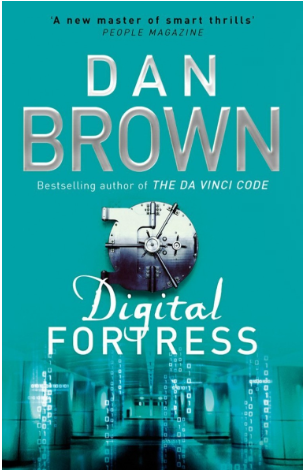 'A new master of smart thrills'
PEOPLE MAGAZINE
DAN
BROWN
Bestselling author of THE DA VINCI CODE
Digital
FORTRESS